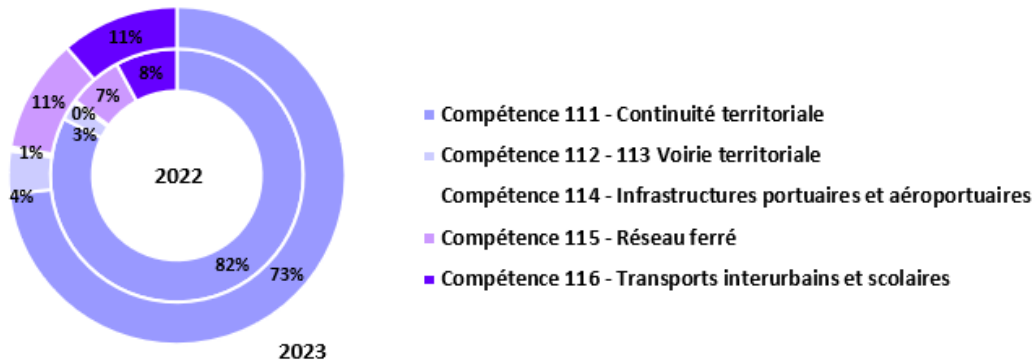 11%
8%
7%
11%
0%
3%
1%
4%
2022
82%
73%
2023
Compétence 111 - Continuité territoriale
Compétence 112 - 113 Voirie territoriale
Compétence 114 - Infrastructures portuaires et aéroportuaires
Compétence 115 - Réseau ferré
Compétence 116 - Transports interurbains et scolaires